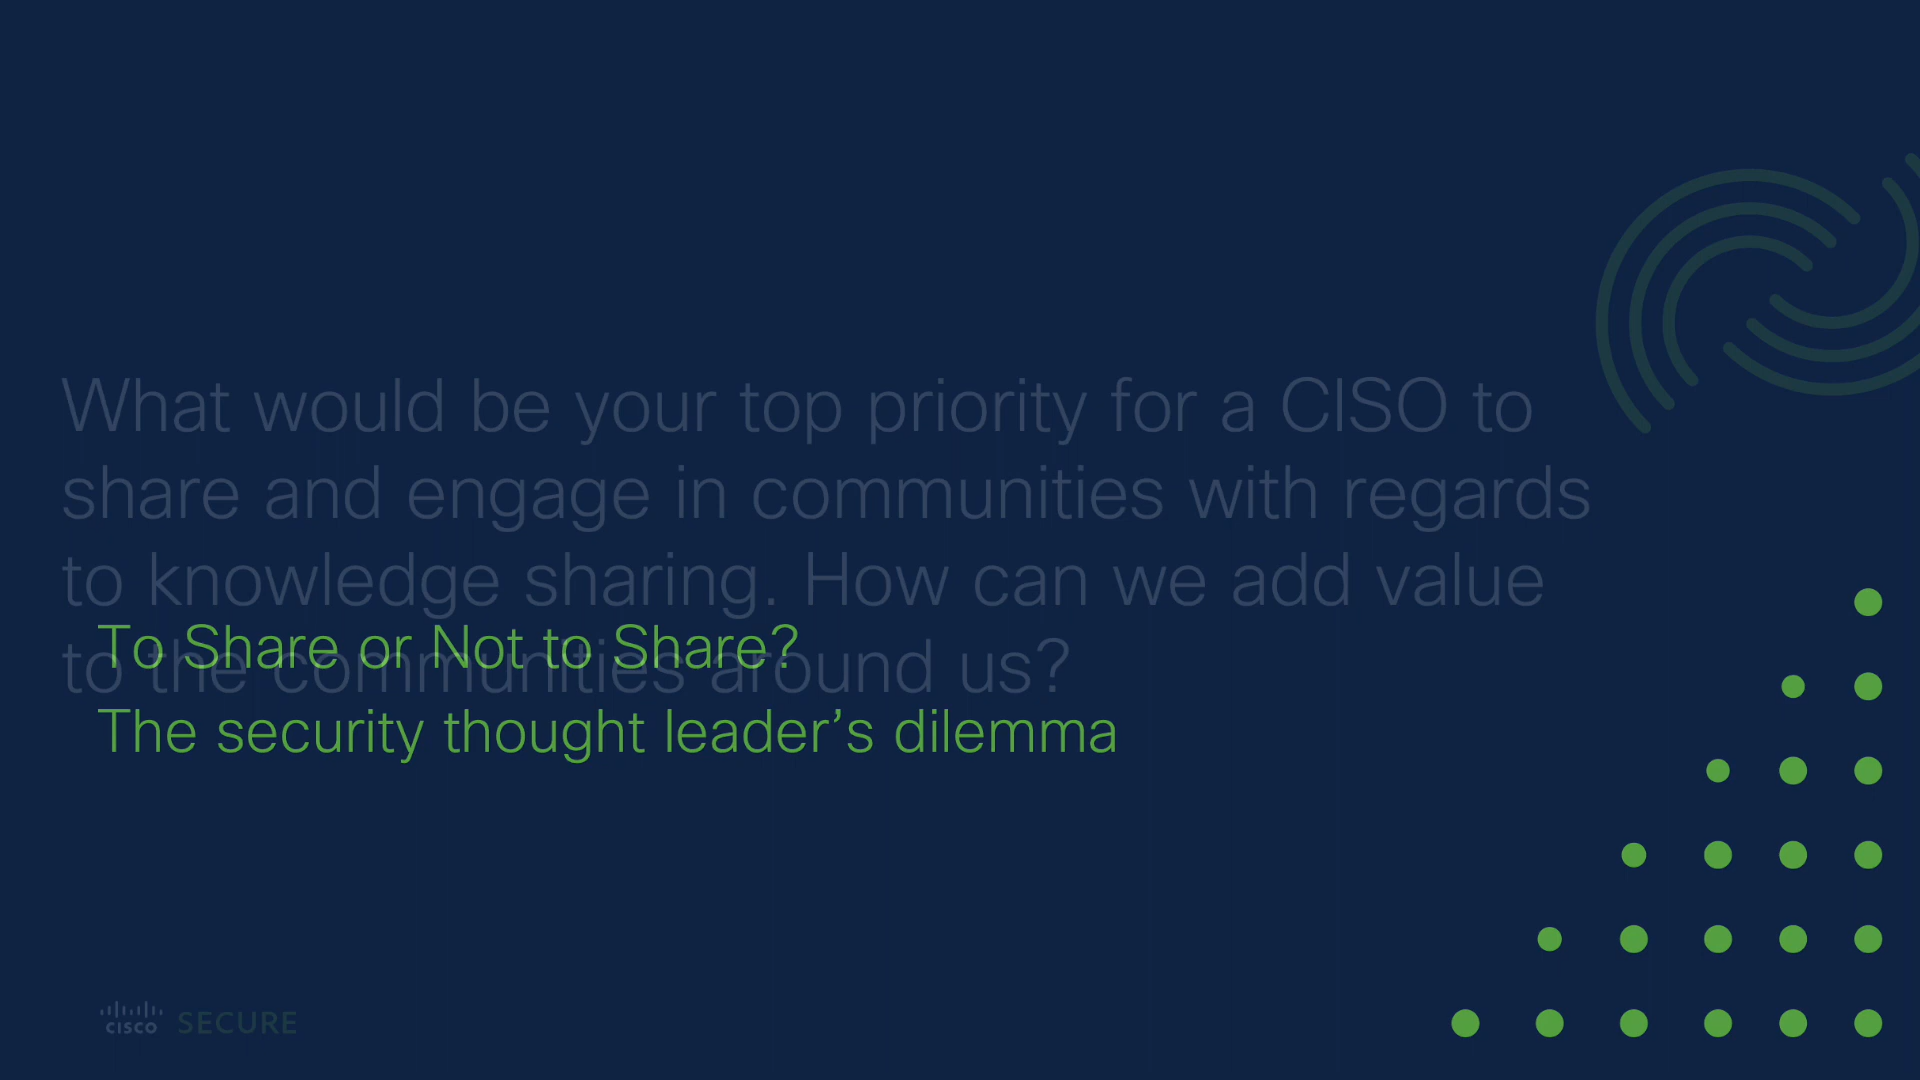 What would be your top priority for a CISO to
share and engage in communities with regards
to knowledge sharing. How can we add value
to the communities around us?
To Share or Not to Share?
The security thought leader’s dilemma
CISCO SECURE